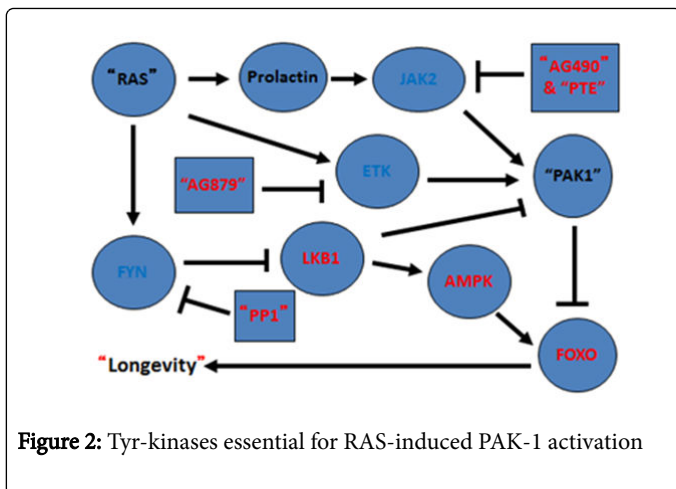 “RAS”
Prolactin
JAK2
“AG490”
& “PTE”
“AG879”
ETK
“PAK1”
FYN
LKB1
AMPK
“PP1”
“Longevity”
FOXO
Figure 2: Tyr-kinases essential for RAS-induced PAK-1 activation